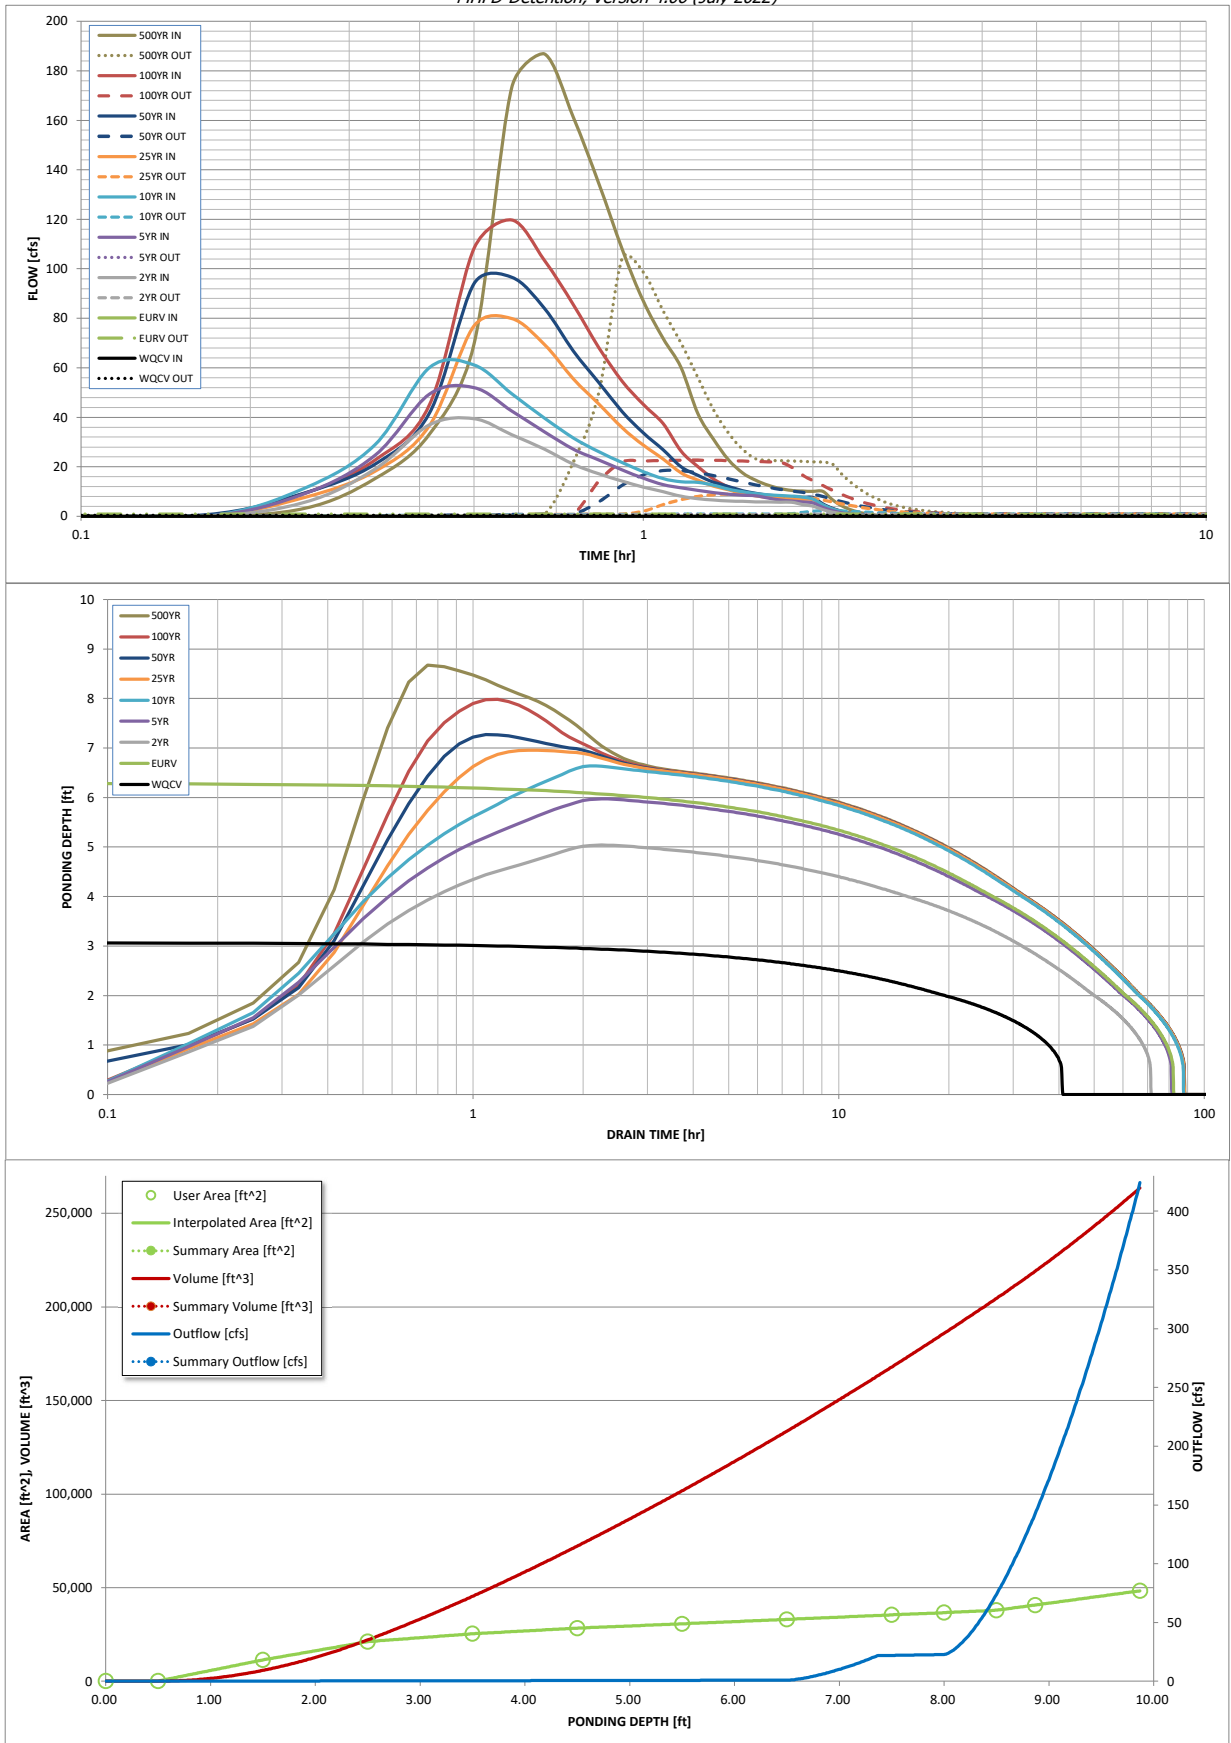 MHFD-Detention, Version 4.06 (July 2022)
200
180
160
140
120
100
80
60
40
20
0
FLOW [cfs]
500YR IN
500YR OUT
100YR IN
100YR OUT
50YR IN
50YR OUT
25YR IN
25YR OUT
10YR IN
10YR OUT
5YR IN
5YR OUT
2YR IN
2YR OUT
EURV IN
EURV OUT
WQCV IN
WQCV OUT
0.1
1
10
TIME [hr]
10
9
8
7
6
5
4
3
2
1
0
PONDING DEPTH [ft]
500YR
100YR
50YR
25YR
10YR
5YR
2YR
EURV
WQCV
0.1
1
10
100
DRAIN TIME [hr]
User Area [ft^2]
Interpolated Area [ft^2]
Summary Area [ft^2]
Volume [ft^3]
Summary Volume [ft^3]
Outflow [cfs]
Summary Outflow [cfs]
250,000
200,000
150,000
100,000
50,000
0
AREA [ft^2], VOLUME [ft^3]
400
350
300
250
200
150
100
50
0
OUTFLOW [cfs]
0.00
1.00
2.00
3.00
4.00
5.00
6.00
7.00
8.00
9.00
10.00
PONDING DEPTH [ft]